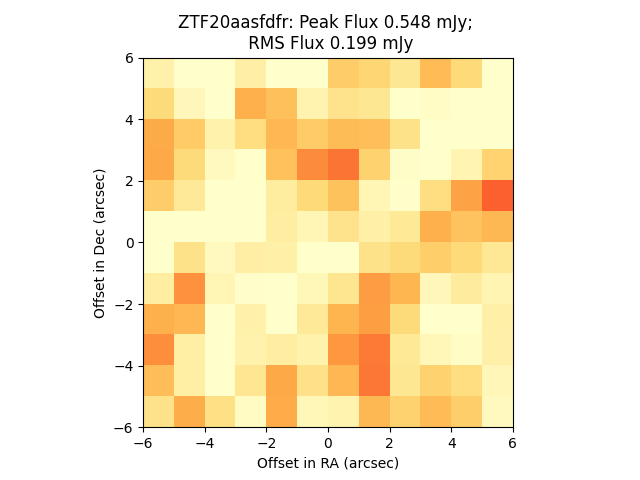 ZTF20aasfdfr: Peak Flux 0.548 mJy;
RMS Flux 0.199 mJy
6
4
2
0
−2
−4
−6
Offset in Dec (arcsec)
−6 −4 −2 0 2 4 6
Offset in RA (arcsec)